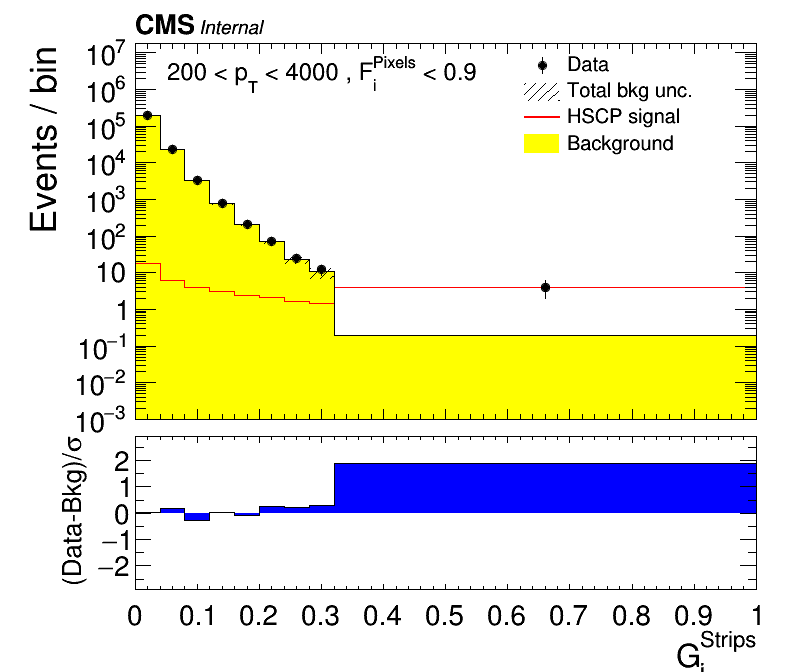 CMS Internal
Events / bin
10^7
10^6
10^5
10^4
10^3
10^2
10
1
10^−1
10^−2
10^−3
200 < p_T < 4000 , F_i^Pixels < 0.9
Data
Total bkg unc.
HSCP signal
Background
(Data-Bkg)/σ
2
1
0
−1
−2
0 0.1 0.2 0.3 0.4 0.5 0.6 0.7 0.8 0.9 1
G_i^Strips